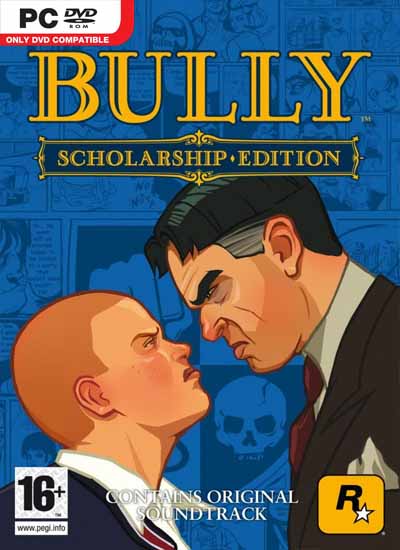 PC DVD
ROM
ONLY DVD COMPATIBLE
BULLY
TM
SCHOLARSHIP·EDITION
16+
www.pegi.info
CONTAINS ORIGINAL
SOUNDTRACK
R